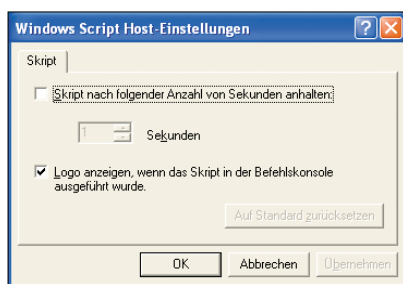 Windows Script Host-Einstellungen
Skript
Skript nach folgender Anzahl von Sekunden anhalten:
1 Sekunden
Logo anzeigen, wenn das Skript in der Befehlskonsole
ausgeführt wurde.
Auf Standard zurücksetzen
OK Abbrechen Übernehmen